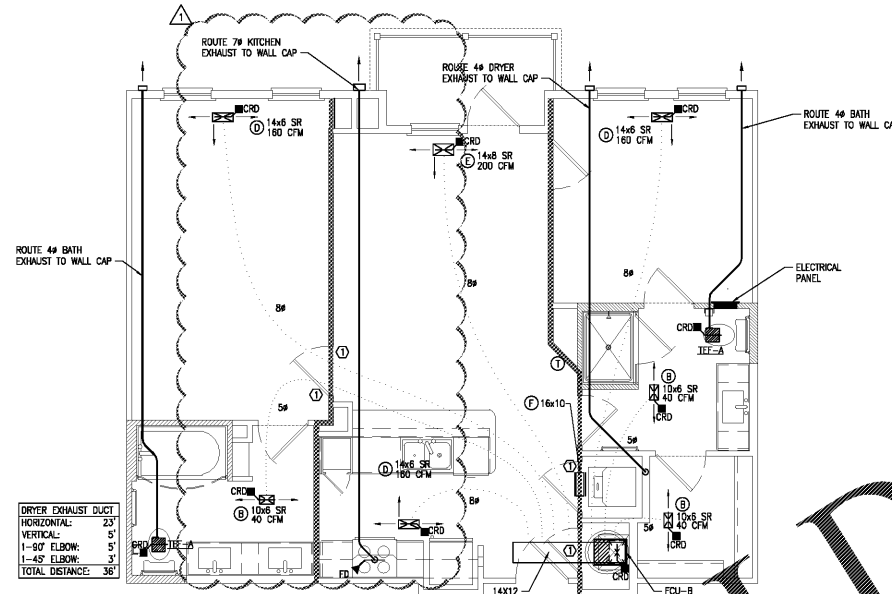 1
ROUTE 7ø KITCHEN
EXHAUST TO WALL CAP
ROUTE 4ø DRYER
EXHAUST TO WALL CAP
CRD
D 14x6 SR
160 CFM
CRD
E 14x8 SR
200 CFM
CRD
D 14x6 SR
160 CFM
ROUTE 4ø BATH
EXHAUST TO WALL CA
ROUTE 4ø BATH
EXHAUST TO WALL CAP
ELECTRICAL
PANEL
8ø
8ø
8ø
CRD
TEF-A
1
1
T
5ø
B
10x6 SR
40 CFM
CRD
F 16x10
5ø
D 14x6 SR
160 CFM
1
8ø
CRD
B 10x6 SR
40 CFM
B
10x6 SR
40 CFM
5ø
CRD
CRD
DRYER EXHAUST DUCT
HORIZONTAL: 23'
VERTICAL: 5'
1-90° ELBOW: 5'
1-45° ELBOW: 3'
TOTAL DISTANCE: 36'
CRD
TEF-A
FD
1
CRD
14X12
FCU-B